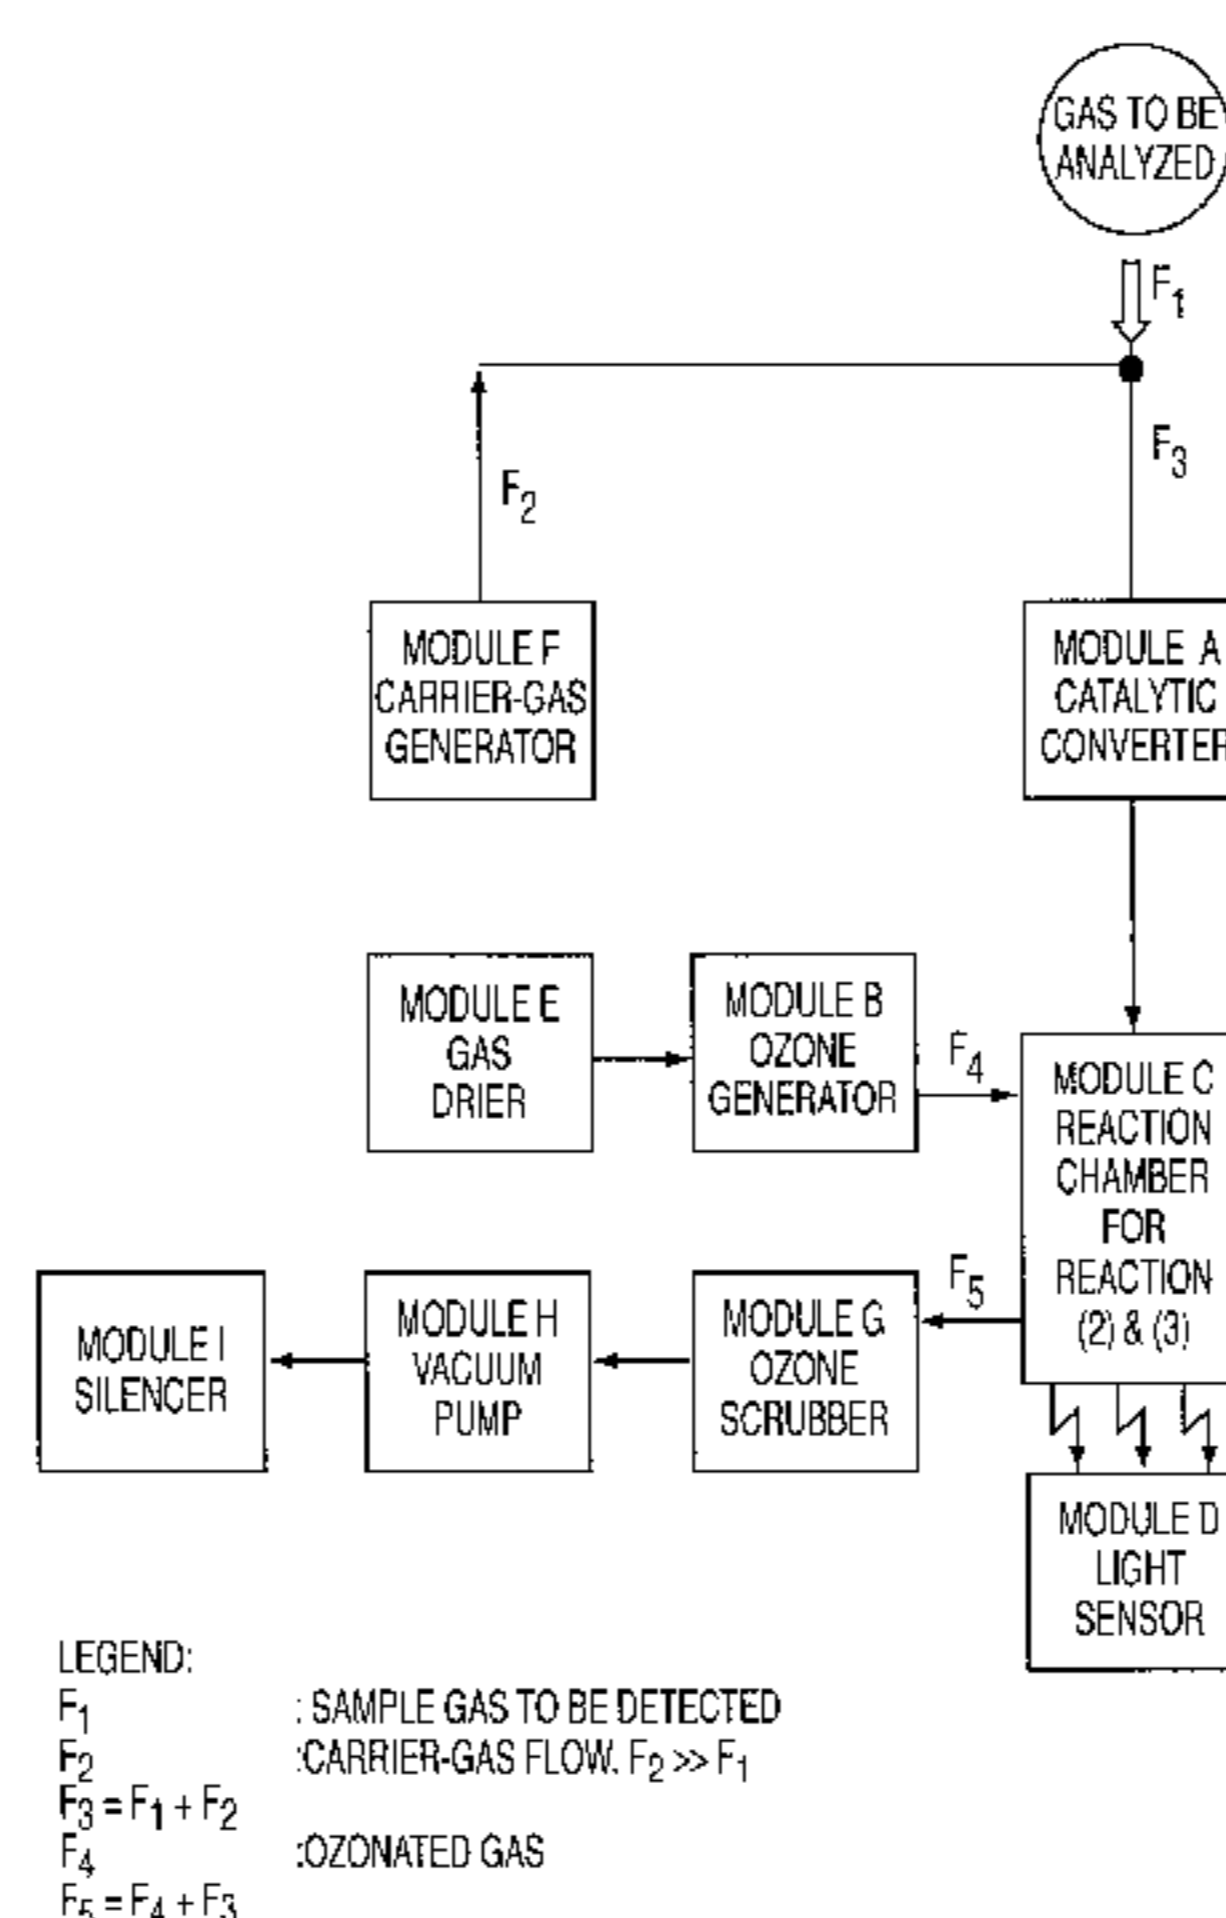 GAS TO BE
ANALYZED
F1
F3
F2
MODULE F
CARRIER-GAS
GENERATOR
MODULE A
CATALYTIC
CONVERTER
MODULE E
GAS
DRIER
MODULE B
OZONE
GENERATOR
F4
MODULE C
REACTION
CHAMBER
FOR
REACTION
(2) & (3)
F5
MODULE I
SILENCER
MODULE H
VACUUM
PUMP
MODULE G
OZONE
SCRUBBER
MODULE D
LIGHT
SENSOR
LEGEND:
F1 : SAMPLE GAS TO BE DETECTED
F2 :CARRIER-GAS FLOW. F2 >> F1
F3 = F1 + F2
F4 :OZONATED GAS
F5 = F4 + F3